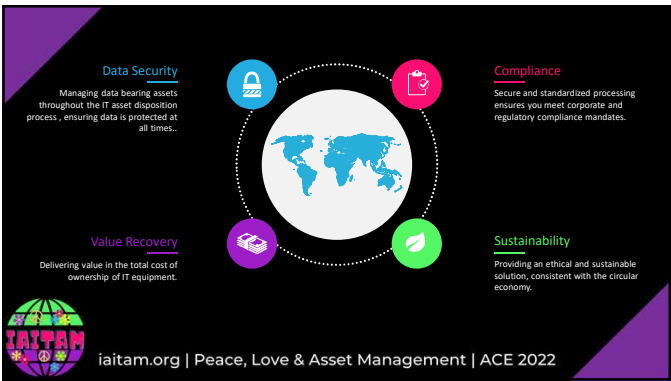 Data Security
Managing data bearing assets
throughout the IT asset disposition
process , ensuring data is protected at
all times..
Compliance
Secure and standardized processing
ensures you meet corporate and
regulatory compliance mandates.
Value Recovery
Delivering value in the total cost of
ownership of IT equipment.
Sustainability
Providing an ethical and sustainable
solution, consistent with the circular
economy.
IAITAM
iaitam.org | Peace, Love & Asset Management | ACE 2022